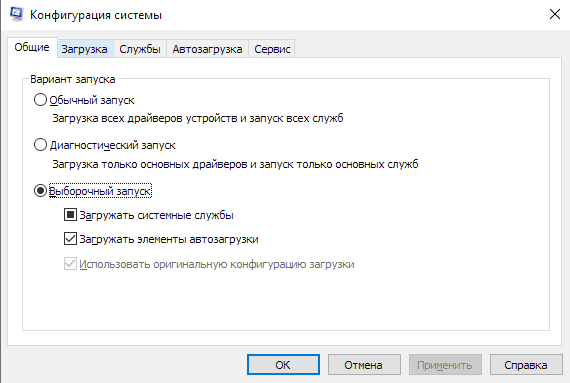 Конфигурация системы
Общие Загрузка Службы Автозагрузка Сервис
Вариант запуска
Обычный запуск
Загрузка всех драйверов устройств и запуск всех служб
Диагностический запуск
Загрузка только основных драйверов и запуск только основных служб
Выборочный запуск
Загружать системные службы
Загружать элементы автозагрузки
Использовать оригинальную конфигурацию загрузки
ОК Отмена Применить Справка